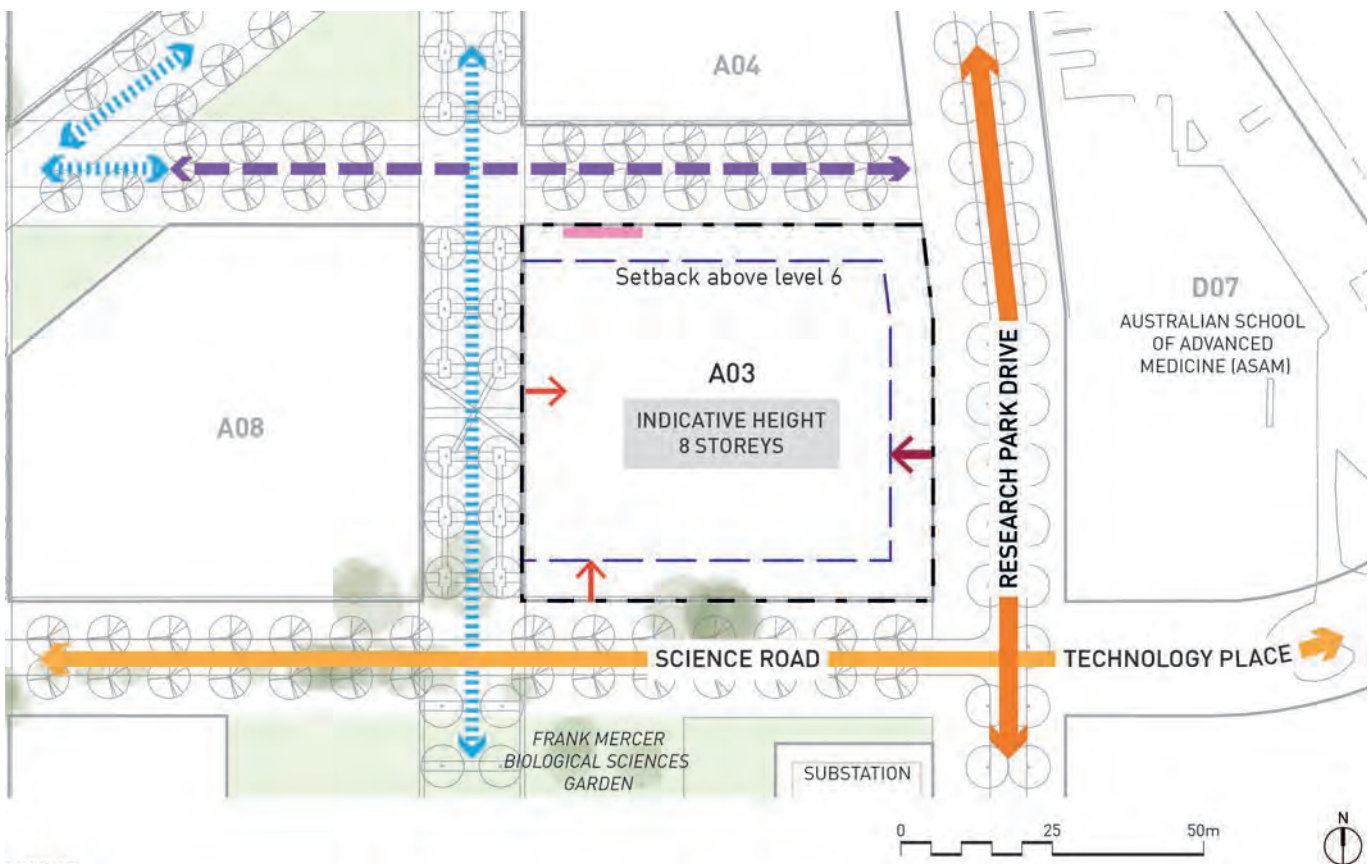 A04
Setback above level 6
D07
AUSTRALIAN SCHOOL
OF ADVANCED
MEDICINE (ASAM)
A03
INDICATIVE HEIGHT
8 STOREYS
A08
RESEARCH PARK DRIVE
SCIENCE ROAD
TECHNOLOGY PLACE
FRANK MERCER
BIOLOGICAL SCIENCES
GARDEN
SUBSTATION
0 25 50m
N